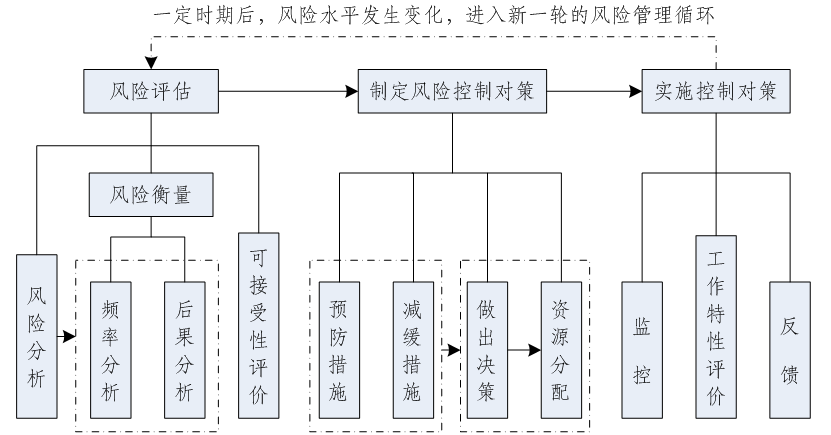 一定时期后，风险水平发生变化，进入新一轮的风险管理循环
风险评估
制定风险控制对策
实施控制对策
风险衡量
风险分析
频率分析
后果分析
可接受性评价
预防措施
减缓措施
做出决策
资源分配
监控
工作特性评价
反馈